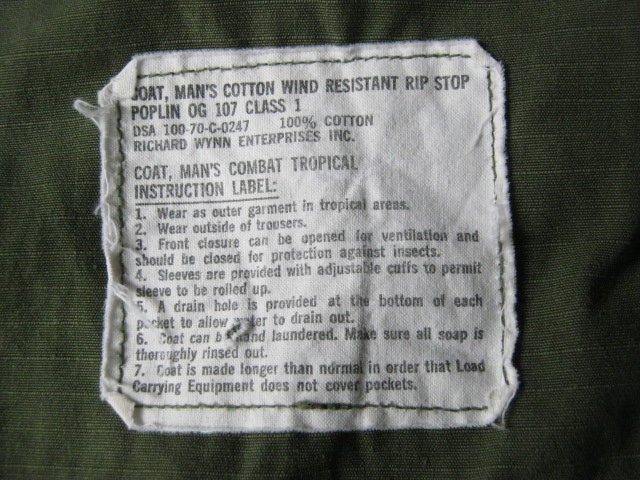 COAT, MAN'S COTTON WIND RESISTANT RIP STOP
POPLIN OG 107 CLASS 1
DSA 100-70-C-0247 100% COTTON
RICHARD WYNN ENTERPRISES INC.
COAT, MAN'S COMBAT TROPICAL
INSTRUCTION LABEL:
1. Wear as outer garment in tropical areas.
2. Wear outside of trousers.
3. Front closure can be opened for ventilation and
should be closed for protection against insects.
4. Sleeves are provided with adjustable cuffs to permit
sleeve to be rolled up.
5. A drain hole is provided at the bottom of each
pocket to allow water to drain out.
6. Coat can be hand laundered. Make sure all soap is
thoroughly rinsed out.
7. Coat is made longer than normal in order that Load
Carrying Equipment does not cover pockets.